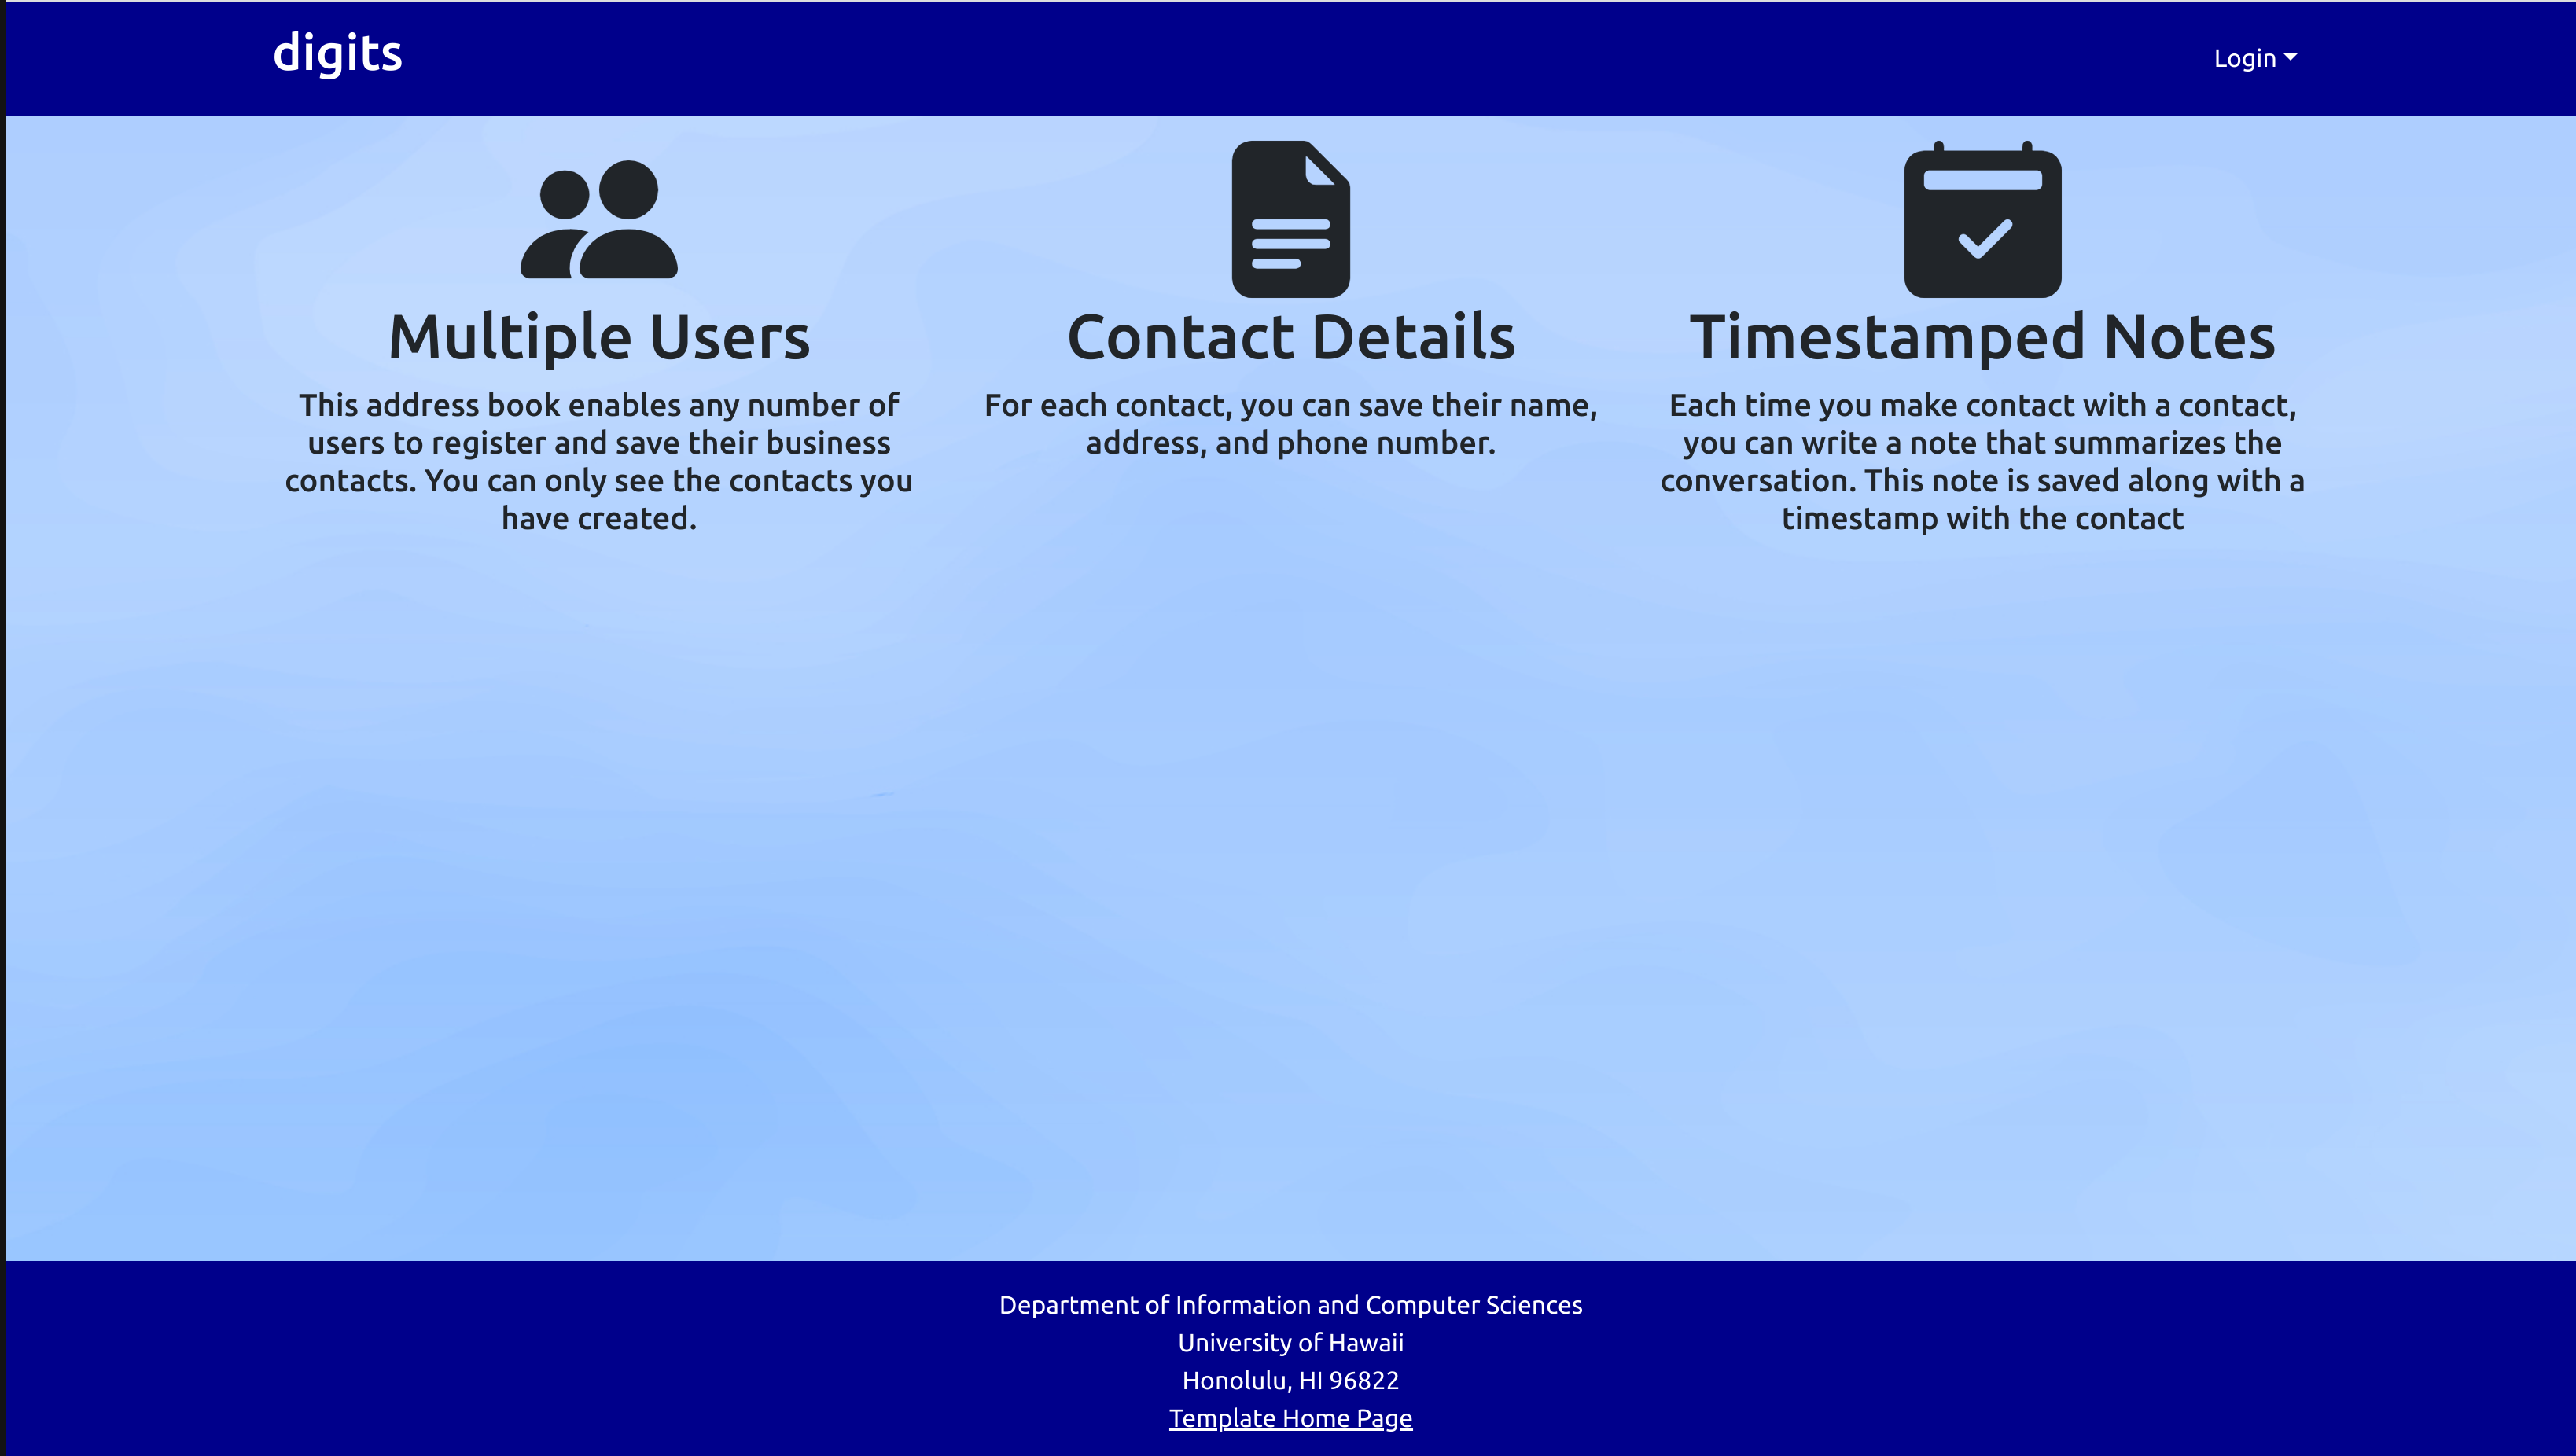 digits
Login
Multiple Users
This address book enables any number of
users to register and save their business
contacts. You can only see the contacts you
have created.
Contact Details
For each contact, you can save their name,
address, and phone number.
Timestamped Notes
Each time you make contact with a contact,
you can write a note that summarizes the
conversation. This note is saved along with a
timestamp with the contact
Department of Information and Computer Sciences
University of Hawaii
Honolulu, HI 96822
Template Home Page